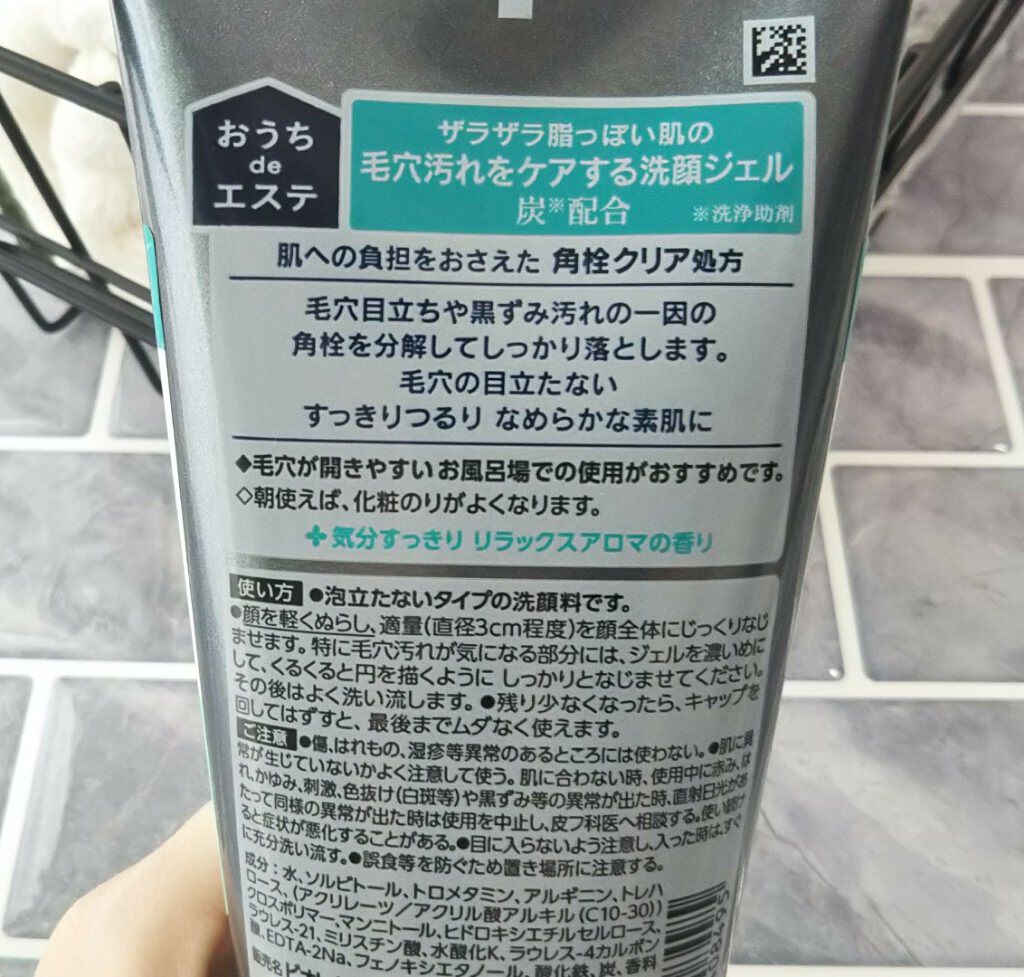 おうち
de
エステ
ザラザラ脂っぽい肌の
毛穴汚れをケアする洗顔ジェル
炭※配合 ※洗浄助剤
肌への負担をおさえた 角栓クリア処方
毛穴目立ちや黒ずみ汚れの一因の
角栓を分解してしっかり落とします。
毛穴の目立たない
すっきりつるり なめらかな素肌に
◆毛穴が開きやすいお風呂場での使用がおすすめです。
◇朝使えば、化粧のりがよくなります。
気分すっきり リラックスアロマの香り
使い方 ●泡立たないタイプの洗顔料です。
●顔を軽くぬらし、適量(直径3cm程度)を顔全体にじっくりなじ
ませます。特に毛穴汚れが気になる部分には、ジェルを濃いめに
して、くるくると円を描くように しっかりとなじませてください。
その後はよく洗い流します。●残り少なくなったら、キャップを
回してはずすと、最後までムダなく使えます。
ご注意 ●傷、はれもの、湿疹等異常のあるところには使わない。●肌に異
常が生じていないかよく注意して使う。肌に合わない時、使用中に赤み、は
れ、かゆみ、刺激、色抜け(白斑等)や黒ずみ等の異常が出た時、直射日光があ
たって同様の異常が出た時は使用を中止し、皮フ科医へ相談する。使い続け
ると症状が悪化することがある。●目に入らないよう注意し、入った時は、すぐ
に充分洗い流す。●誤食等を防ぐため置き場所に注意する。
成分:水、ソルビトール、トロメタミン、アルギニン、トレハ
ロース、(アクリレーツ/アクリル酸アルキル(C10-30))
クロスポリマー、マンニトール、ヒドロキシエチルセルロース、
ラウレス-21、ミリスチン酸、水酸化K、ラウレス-4カルボン
酸、EDTA-2Na、フェノキシエタノール、酸化鉄、炭、香料
販売名